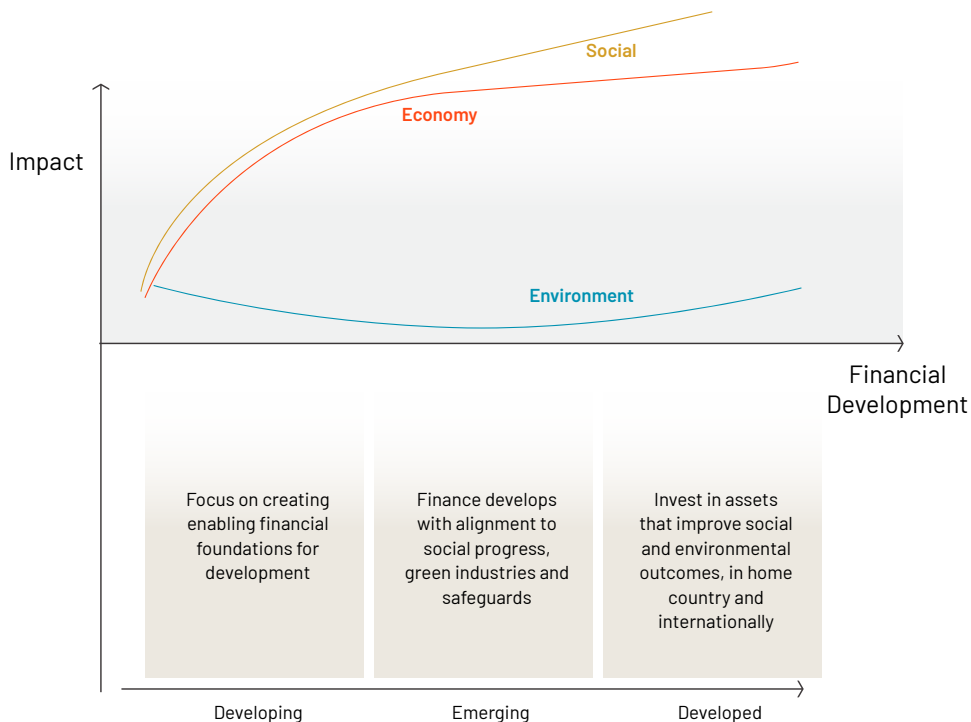 Social
Economy
Impact
Environment
Financial
Development
Focus on creating
enabling financial
foundations for
development
Finance develops
with alignment to
social progress,
green industries and
safeguards
Invest in assets
that improve social
and environmental
outcomes, in home
country and
internationally
Developing
Emerging
Developed